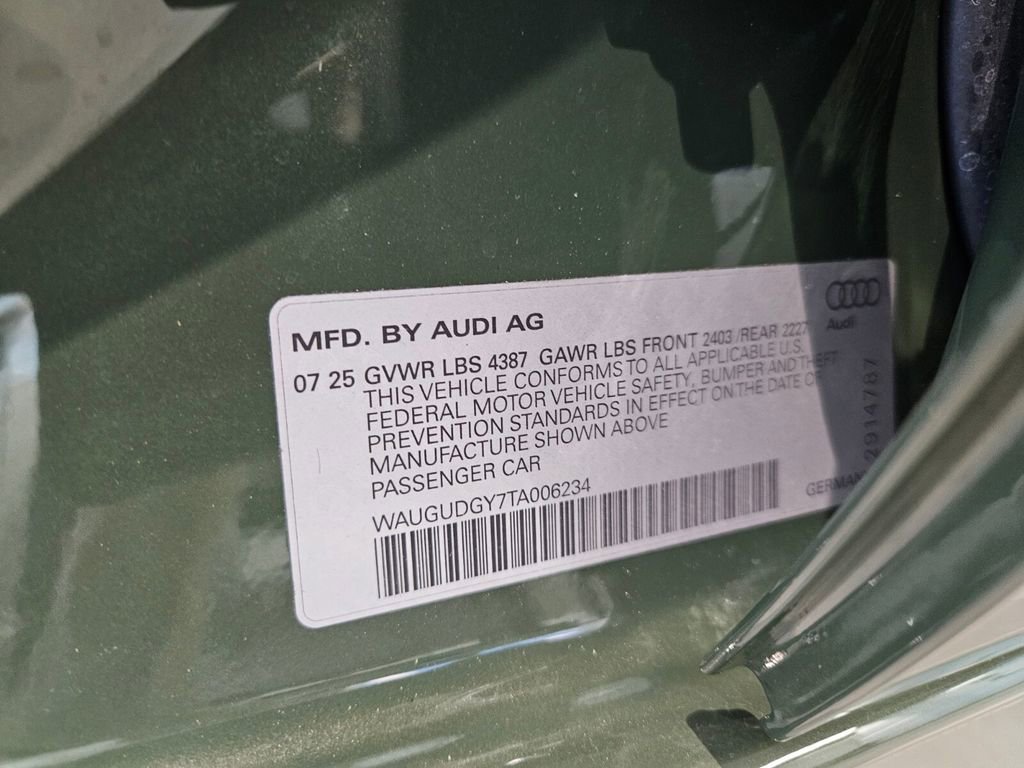 MFD. BY AUDI AG
Audi
07 25 GVWR LBS 4387 GAWR LBS FRONT 2403 /REAR 2227
THIS VEHICLE CONFORMS TO ALL APPLICABLE U.S.
FEDERAL MOTOR VEHICLE SAFETY, BUMPER AND THEFT
PREVENTION STANDARDS IN EFFECT ON THE DATE OF
MANUFACTURE SHOWN ABOVE
PASSENGER CAR
WAUGUDGY7TA006234
GERMANY
2914787